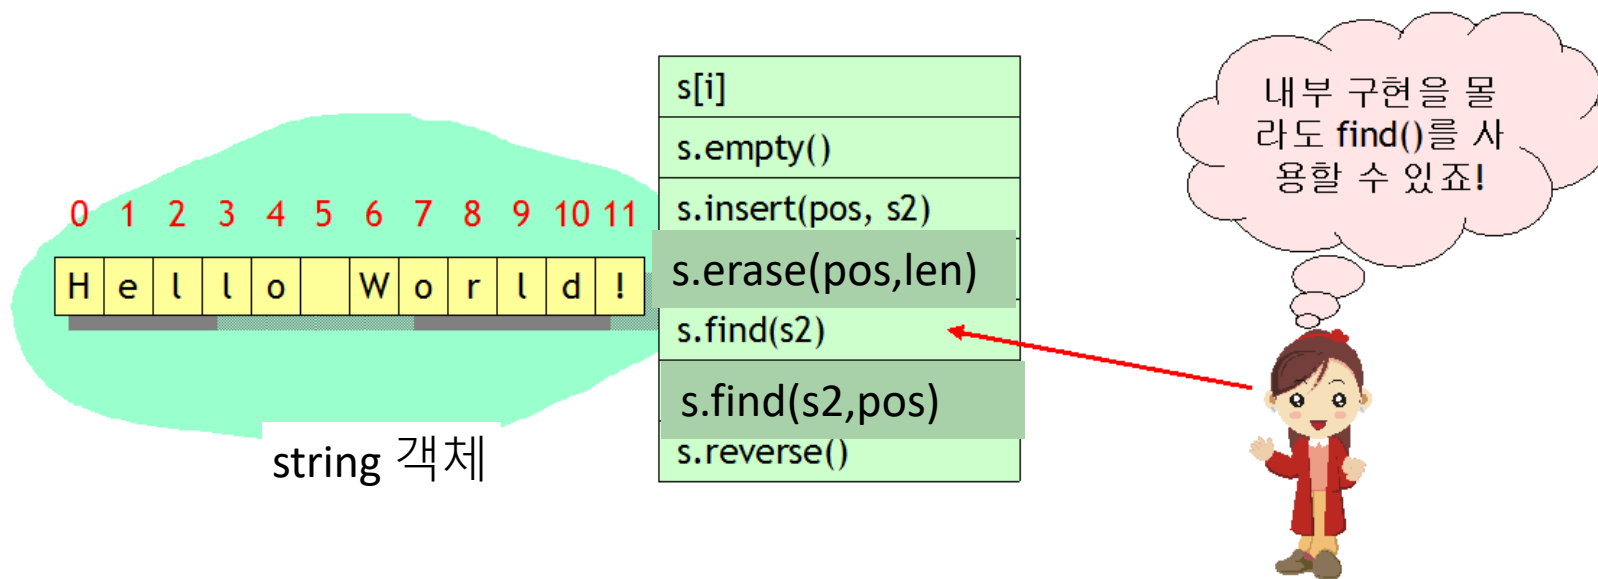 0 1 2 3 4 5 6 7 8 9 10 11
H e l l o W o r l d !
string 객체
s[i]
s.empty()
s.insert(pos, s2)
s.erase(pos,len)
s.find(s2)
s.find(s2,pos)
s.reverse()
내부 구현을 몰
라도 find()를 사
용할 수 있죠!